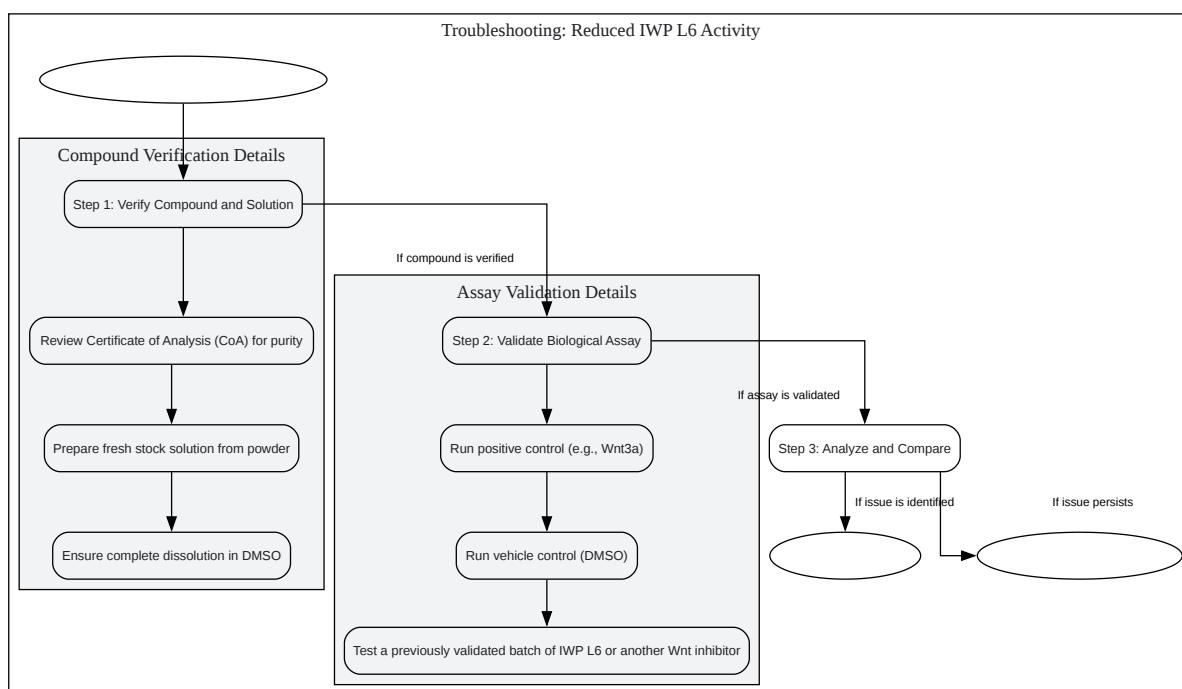 Troubleshooting: Reduced IWP L6 Activity
Compound Verification Details
Step 1: Verify Compound and Solution
If compound is verified
Review Certificate of Analysis (CoA) for purity
Prepare fresh stock solution from powder
Ensure complete dissolution in DMSO
Assay Validation Details
Step 2: Validate Biological Assay
If assay is validated
Run positive control (e.g., Wnt3a)
Run vehicle control (DMSO)
Test a previously validated batch of IWP L6 or another Wnt inhibitor
Step 3: Analyze and Compare
If issue is identified
If issue persists